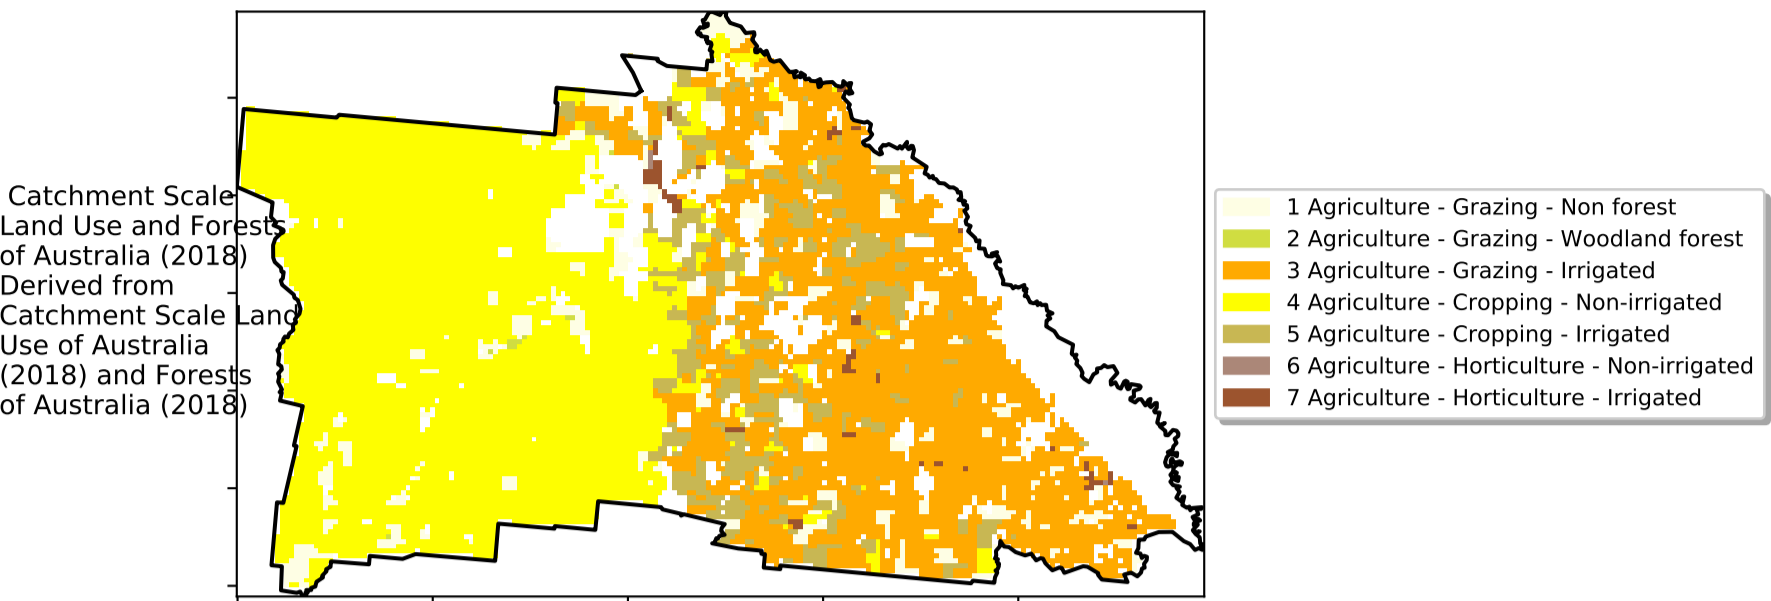 Catchment Scale
Land Use and Forests
of Australia (2018)
Derived from
Catchment Scale Land
Use of Australia
(2018) and Forests
of Australia (2018)
1 Agriculture - Grazing - Non forest
2 Agriculture - Grazing - Woodland forest
3 Agriculture - Grazing - Irrigated
4 Agriculture - Cropping - Non-irrigated
5 Agriculture - Cropping - Irrigated
6 Agriculture - Horticulture - Non-irrigated
7 Agriculture - Horticulture - Irrigated